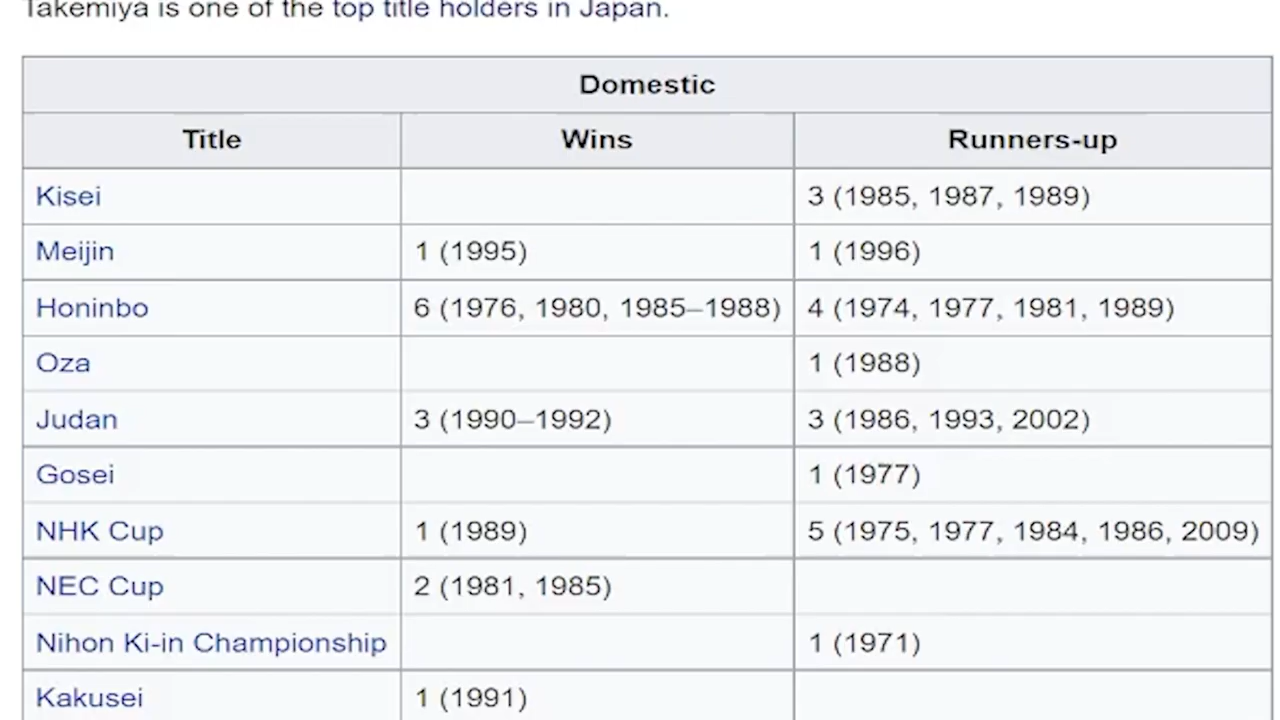 Takemiya is one of the top title holders in Japan.
Domestic
Title Wins Runners-up
Kisei 3 (1985, 1987, 1989)
Meijin 1 (1995) 1 (1996)
Honinbo 6 (1976, 1980, 1985–1988) 4 (1974, 1977, 1981, 1989)
Oza 1 (1988)
Judan 3 (1990–1992) 3 (1986, 1993, 2002)
Gosei 1 (1977)
NHK Cup 1 (1989) 5 (1975, 1977, 1984, 1986, 2009)
NEC Cup 2 (1981, 1985)
Nihon Ki-in Championship 1 (1971)
Kakusei 1 (1991)